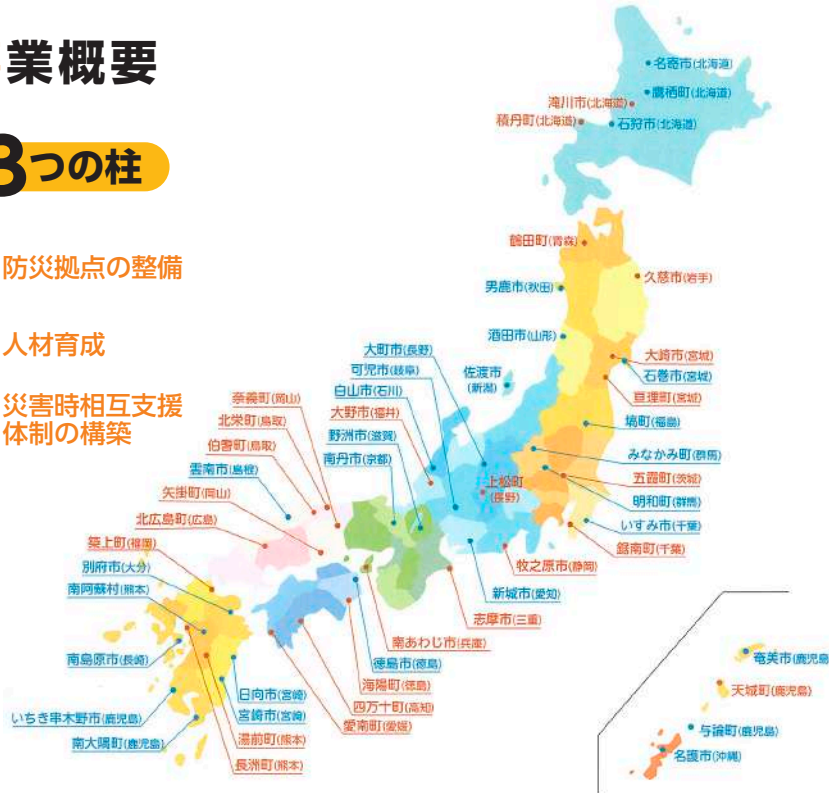 業概要
3つの柱
防災拠点の整備
人材育成
災害時相互支援
体制の構築
名寄市(北海道)
鷹栖町(北海道)
滝川市(北海道)
積丹町(北海道)
石狩市(北海道)
鶴田町(青森)
久慈市(岩手)
男鹿市(秋田)
酒田市(山形)
大崎市(宮城)
石巻市(宮城)
亘理町(宮城)
塙町(福島)
みなかみ町(群馬)
五霞町(茨城)
明和町(群馬)
いすみ市(千葉)
鋸南町(千葉)
大町市(長野)
可児市(岐阜)
佐渡市
(新潟)
白山市(石川)
大野市(福井)
野洲市(滋賀)
南丹市(京都)
上松町
(長野)
奈義町(岡山)
北栄町(鳥取)
伯耆町(鳥取)
雲南市(島根)
矢掛町(岡山)
北広島町(広島)
築上町(福岡)
別府市(大分)
南阿蘇村(熊本)
牧之原市(静岡)
新城市(愛知)
志摩市(三重)
南あわじ市(兵庫)
徳島市(徳島)
海陽町(徳島)
四万十町(高知)
愛南町(愛媛)
南島原市(長崎)
日向市(宮崎)
宮崎市(宮崎)
いちき串木野市(鹿児島)
南大隅町(鹿児島)
湯前町(熊本)
長洲町(熊本)
奄美市(鹿児島
天城町(鹿児島)
与論町(鹿児島)
名護市(沖縄)